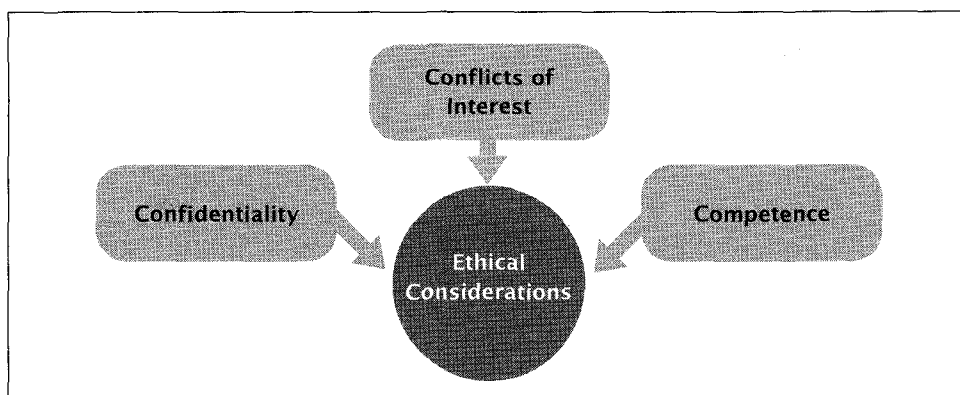 Conflicts of
Interest
Confidentiality
Competence
Ethical
Considerations